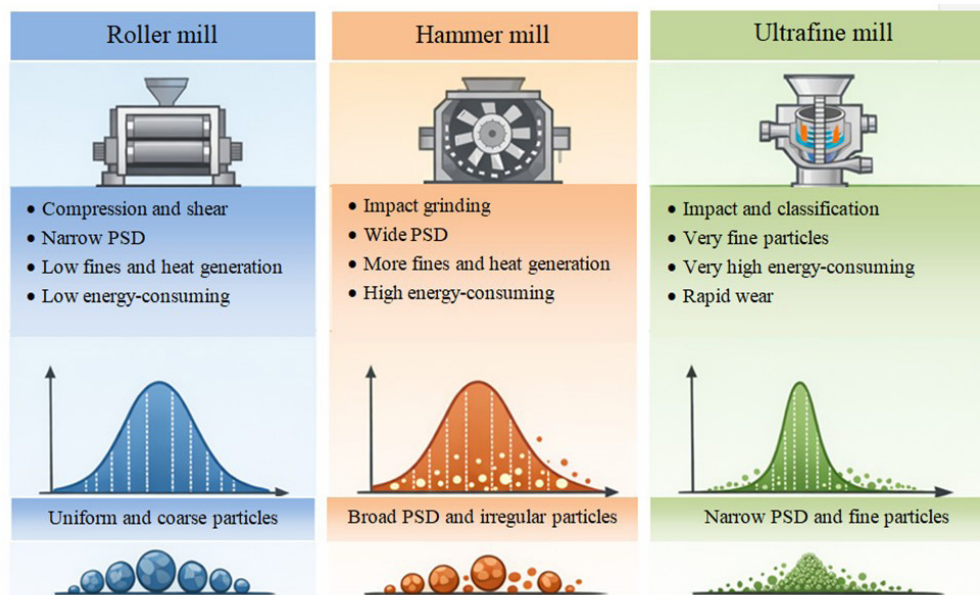 Roller mill
Compression and shear
Narrow PSD
Low fines and heat generation
Low energy-consuming
Uniform and coarse particles
Hammer mill
Impact grinding
Wide PSD
More fines and heat generation
High energy-consuming
Broad PSD and irregular particles
Ultrafine mill
Impact and classification
Very fine particles
Very high energy-consuming
Rapid wear
Narrow PSD and fine particles